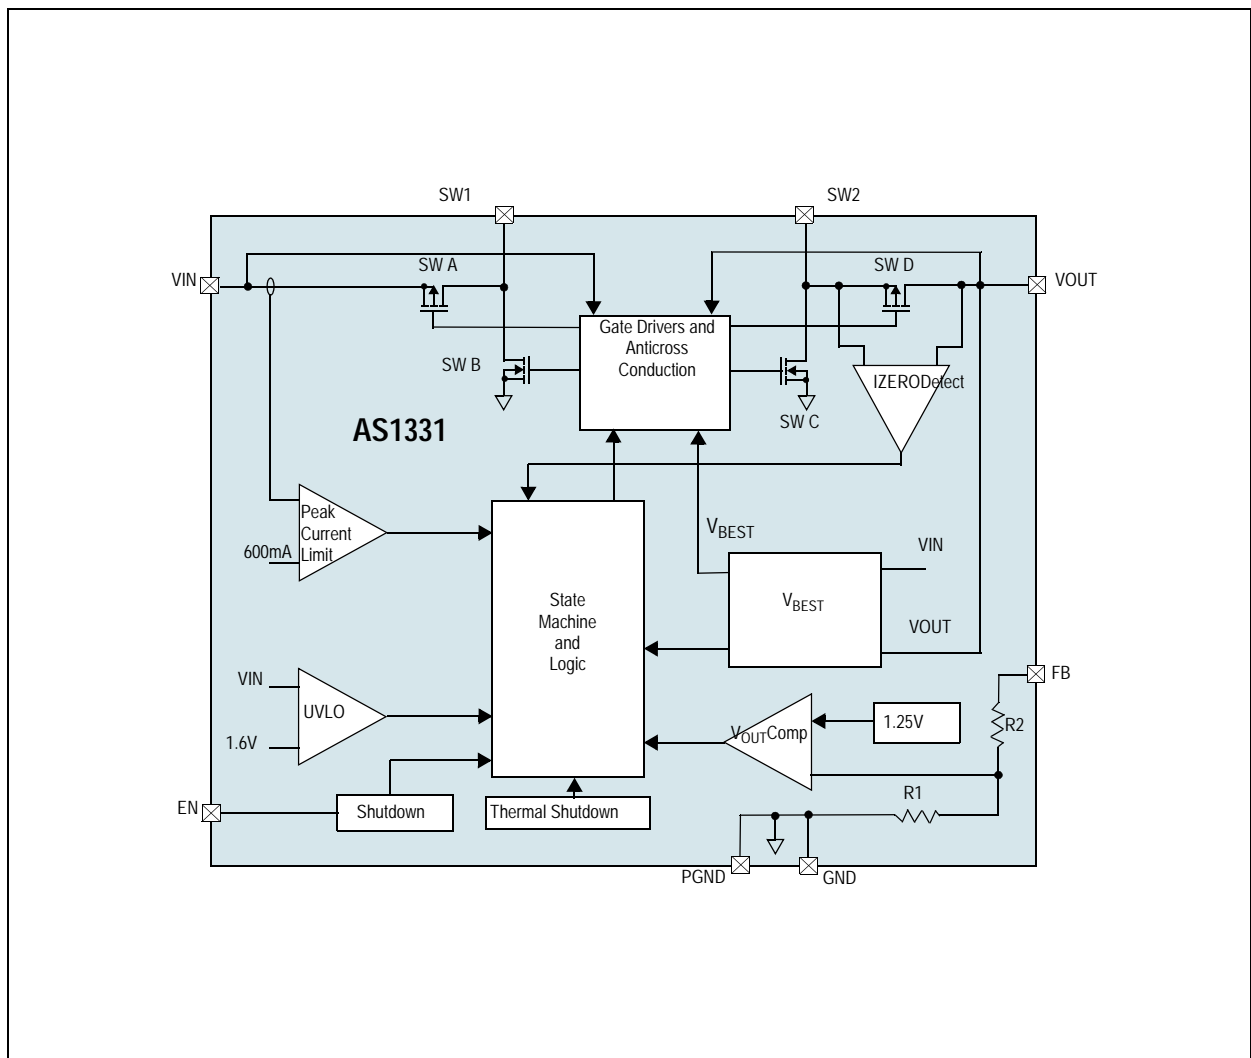 SW1
SW2
SW A
SW D
VIN
VOUT
Gate Drivers and
Anticross
Conduction
SW B
IZERODetect
SW C
AS1331
Peak
Current
Limit
600mA
VBEST
VIN
State
Machine
and
Logic
VBEST
VOUT
VIN
FB
UVLO
1.25V
R2
VOUTComp
1.6V
R1
EN
Shutdown
Thermal Shutdown
PGND
GND